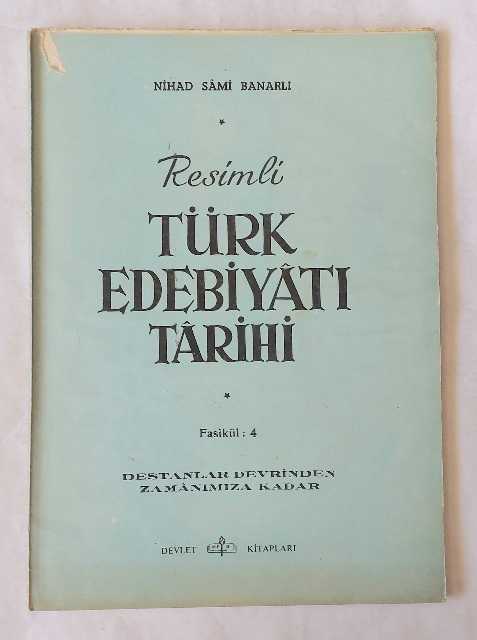 NİHAD SÂMİ BANARLI
*
Resimli
TÜRK
EDEBİYÂTI
TÂRİHİ
*
Fasikül : 4
DESTANLAR DEVRİNDEN
ZAMÂNIMIZA KADAR
DEVLET KİTAPLARI